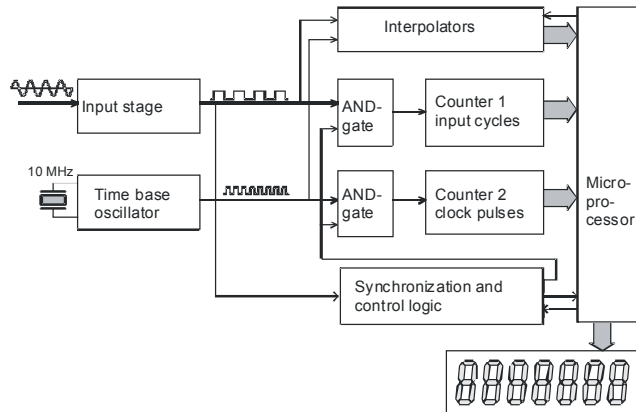 Interpolators
Input stage
AND-
gate
Counter 1
input cycles
10 MHz
Time base
oscillator
AND-
gate
Counter 2
clock pulses
Micro-
pro-
cessor
Synchronization and
control logic
8888888